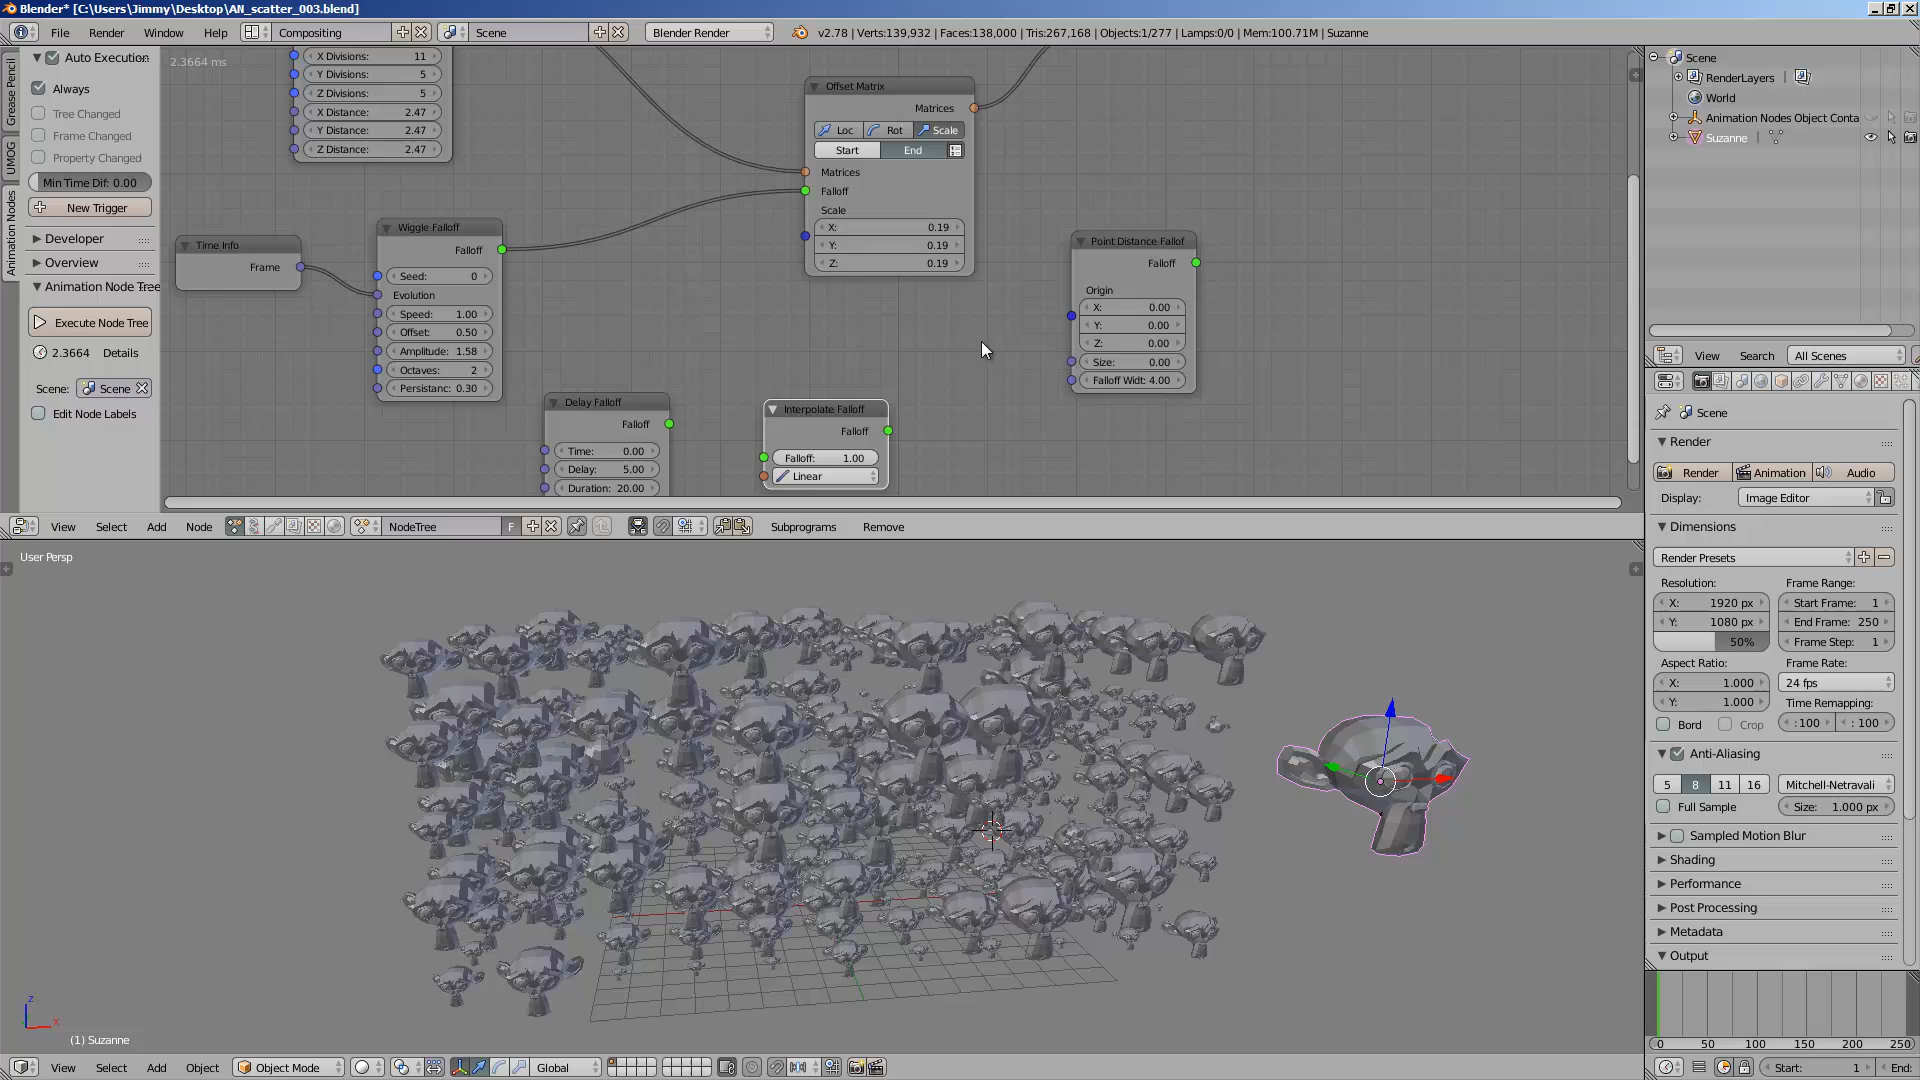 Blender* [C:\Users\Jimmy\Desktop\AN_scatter_003.blend]
File Render Window Help Compositing Scene Blender Render v2.78 | Verts:139,932 | Faces:138,000 | Tris:267,168 | Objects:1/277 | Lamps:0/0 | Mem:100.71M | Suzanne
Grease Pencil
UMOG
Animation Nodes
Auto Execution
Always
Tree Changed
Frame Changed
Property Changed
Min Time Dif: 0.00
New Trigger
Developer
Overview
Animation Node Tree
Execute Node Tree
2.3664 Details
Scene: Scene
Edit Node Labels
2.3664 ms
X Divisions: 11
Y Divisions: 5
Z Divisions: 5
X Distance: 2.47
Y Distance: 2.47
Z Distance: 2.47
Time Info
Frame
Wiggle Falloff
Falloff
Seed: 0
Evolution
Speed: 1.00
Offset: 0.50
Amplitude: 1.58
Octaves: 2
Persistanc: 0.30
Delay Falloff
Falloff
Time: 0.00
Delay: 5.00
Duration: 20.00
Interpolate Falloff
Falloff
Falloff: 1.00
Linear
Offset Matrix
Matrices
Loc Rot Scale
Start End
Matrices
Falloff
Scale
X: 0.19
Y: 0.19
Z: 0.19
Point Distance Fallof
Falloff
Origin
X: 0.00
Y: 0.00
Z: 0.00
Size: 0.00
Falloff Widt: 4.00
View Select Add Node NodeTree F Subprograms Remove
User Persp
z
x
(1) Suzanne
View Select Add Object Object Mode Global
Scene
RenderLayers
World
Animation Nodes Object Conta
Suzanne
View Search All Scenes
Scene
Render
Render Animation Audio
Display: Image Editor
Dimensions
Render Presets
Resolution: Frame Range:
X: 1920 px Start Frame: 1
Y: 1080 px End Frame: 250
50% Frame Step: 1
Aspect Ratio: Frame Rate:
X: 1.000 24 fps
Y: 1.000 Time Remapping:
Bord Crop :100 : 100
Anti-Aliasing
5 8 11 16 Mitchell-Netravali
Full Sample Size: 1.000 px
Sampled Motion Blur
Shading
Performance
Post Processing
Metadata
Output
0 50 100 150 200 250
Start: 1 End: